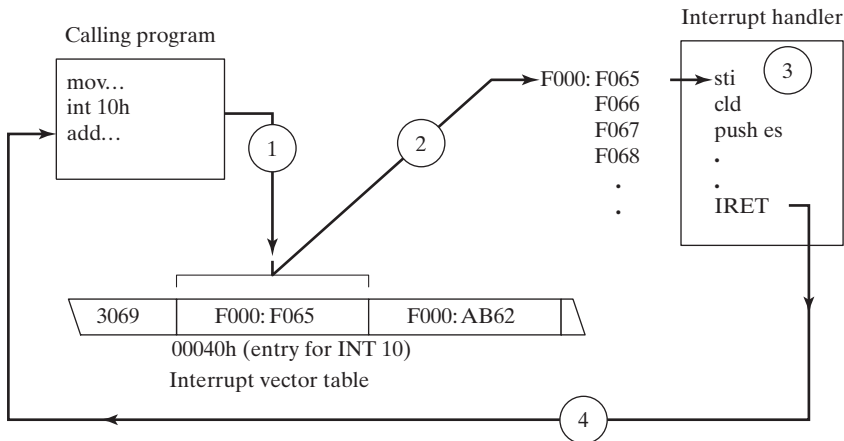 Calling program
mov...
int 10h
add...
1
2
F000: F065
F066
F067
F068
.
.
Interrupt handler
3
sti
cld
push es
.
.
IRET
3069
F000: F065
F000: AB62
00040h (entry for INT 10)
Interrupt vector table
4